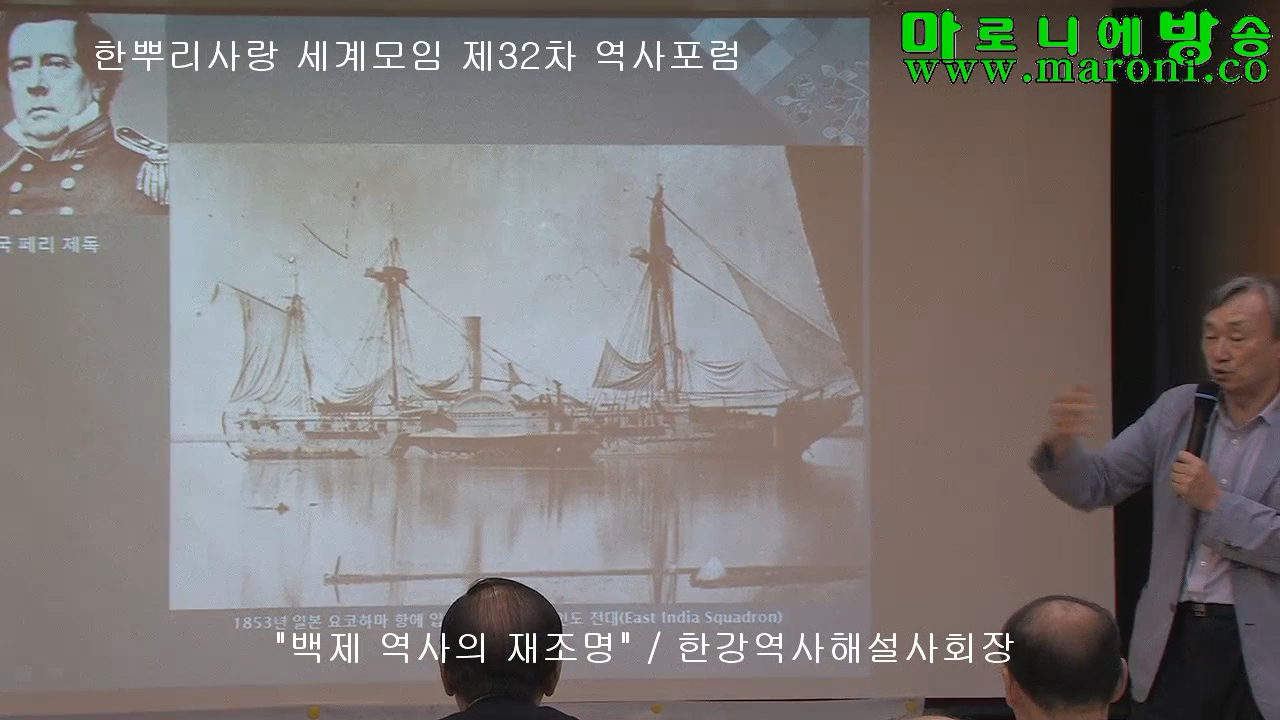 한뿌리사랑 세계모임 제32차 역사포럼
마로니에방송
www.maroni.co
페리 제독
1853년 일본 요코하마 항에 전대(East India Squadron)
"백제 역사의 재조명" / 한강역사해설사회장